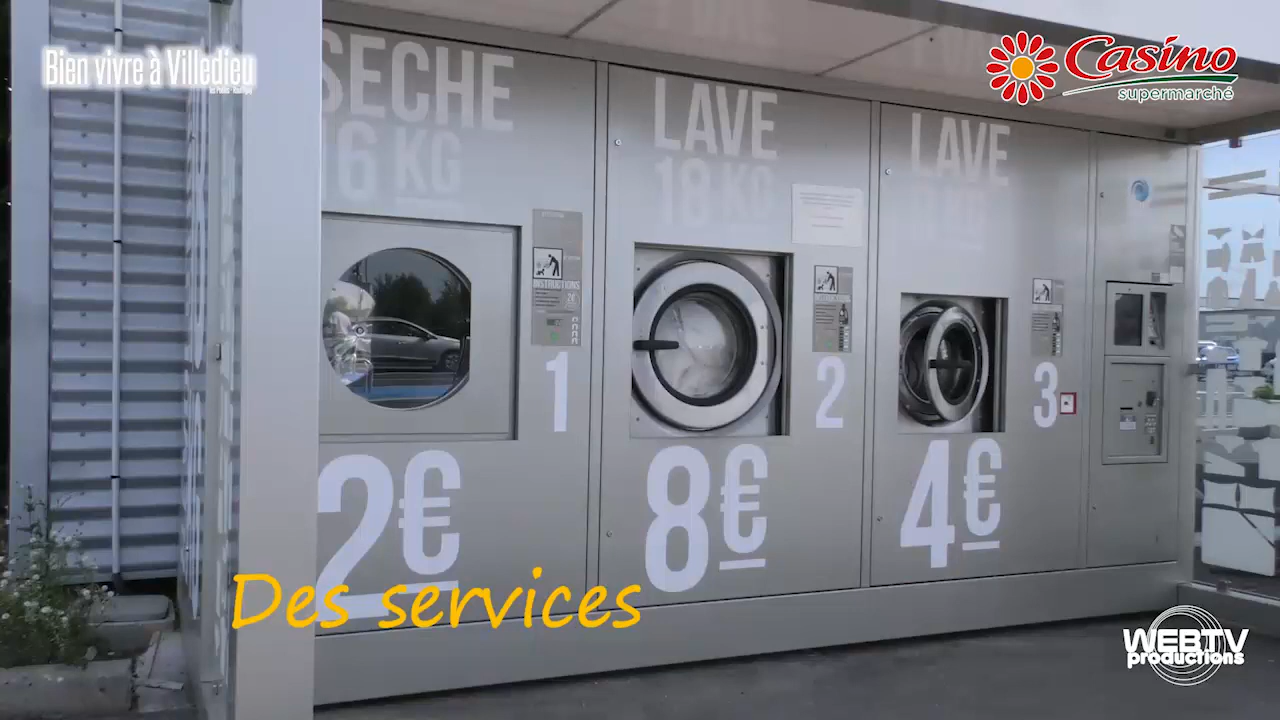 Bien vivre à Villedieu
Casino
supermarché
SECHE
16 KG
LAVE
18 KG
LAVE
INSTRUCTIONS
1
2
3
2€
8€
4€
Des services
WEBTV
productions